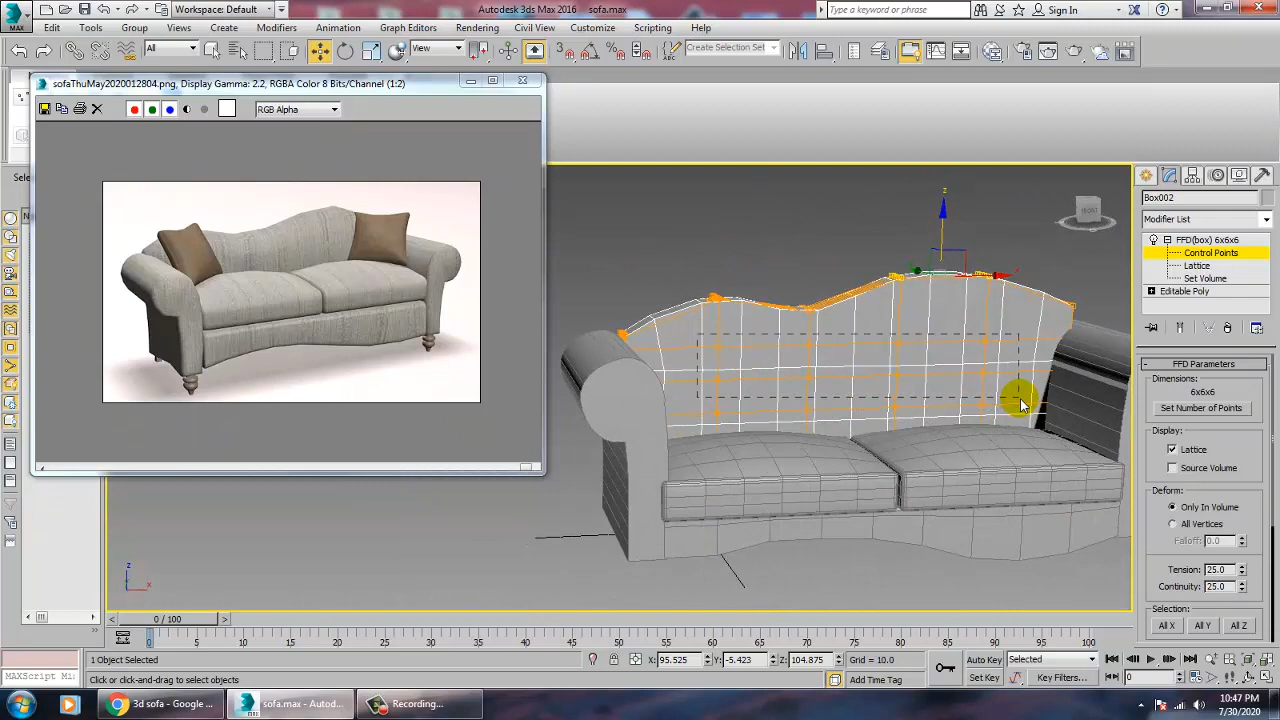 Workspace: Default
Autodesk 3ds Max 2016 sofa.max
Type a keyword or phrase
Sign In
MAX
Edit Tools Group Views Create Modifiers Animation Graph Editors Rendering Civil View Customize Scripting Help
All
View
Create Selection Set
sofaThuMay2020012804.png, Display Gamma: 2.2, RGBA Color 8 Bits/Channel (1:2)
RGB Alpha
Sele
Box002
Modifier List
FFD(box) 6x6x6
Control Points
Lattice
Set Volume
Editable Poly
FFD Parameters
Dimensions:
6x6x6
Set Number of Points
Display:
Lattice
Source Volume
Deform:
Only In Volume
All Vertices
Falloff: 0.0
Tension: 25.0
Continuity: 25.0
Selection:
All X All Y All Z
z
x
FRONT
z
x
0 / 100
0 5 10 15 20 25 30 35 40 45 50 55 60 65 70 75 80 85 90 95 100
1 Object Selected
X: 95.525 Y: -5.423 Z: 104.875 Grid = 10.0
Auto Key Selected
MAXScript Mi
Click or click-and-drag to select objects
Add Time Tag
Set Key Key Filters...
0
3d sofa - Google ...
sofa.max - Autod...
Recording...
10:47 PM
7/30/2020